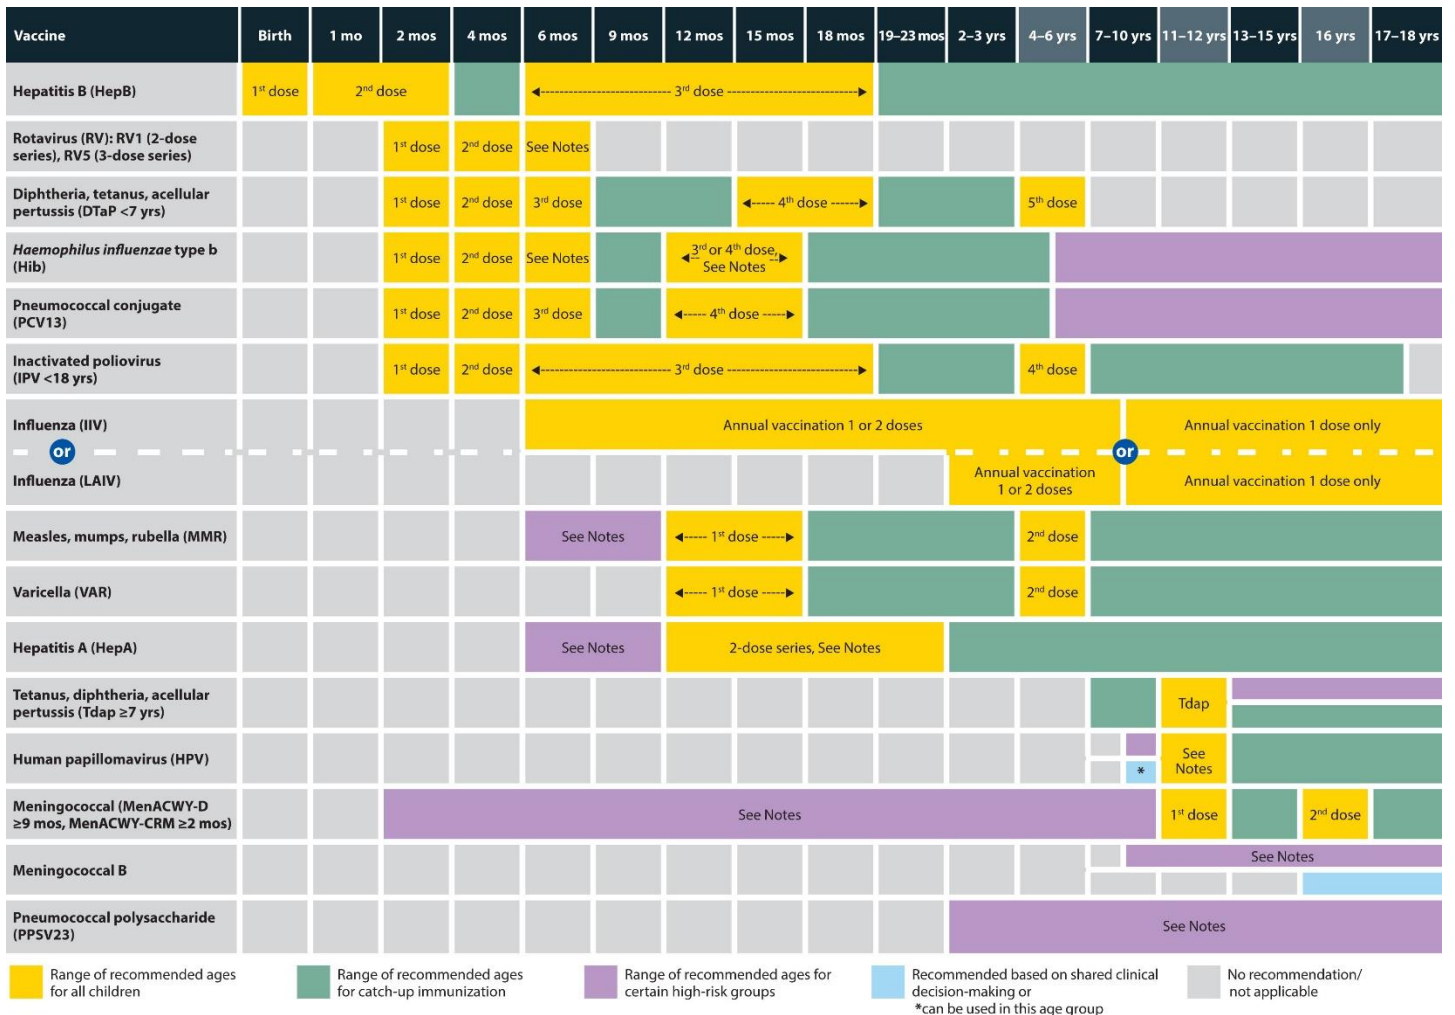 Vaccine Birth 1 mo 2 mos 4 mos 6 mos 9 mos 12 mos 15 mos 18 mos 19–23 mos 2–3 yrs 4–6 yrs 7–10 yrs 11–12 yrs 13–15 yrs 16 yrs 17–18 yrs
Hepatitis B (HepB) 1st dose 2nd dose 3rd dose
Rotavirus (RV): RV1 (2-dose
series), RV5 (3-dose series) 1st dose 2nd dose See Notes
Diphtheria, tetanus, acellular
pertussis (DTaP <7 yrs) 1st dose 2nd dose 3rd dose 4th dose 5th dose
Haemophilus influenzae type b
(Hib) 1st dose 2nd dose See Notes 3rd or 4th dose,
See Notes
Pneumococcal conjugate
(PCV13) 1st dose 2nd dose 3rd dose 4th dose
Inactivated poliovirus
(IPV <18 yrs) 1st dose 2nd dose 3rd dose 4th dose
Influenza (IIV) Annual vaccination 1 or 2 doses Annual vaccination 1 dose only
or or
Influenza (LAIV) Annual vaccination
1 or 2 doses Annual vaccination 1 dose only
Measles, mumps, rubella (MMR) See Notes 1st dose 2nd dose
Varicella (VAR) 1st dose 2nd dose
Hepatitis A (HepA) See Notes 2-dose series, See Notes
Tetanus, diphtheria, acellular
pertussis (Tdap ≥7 yrs) Tdap
Human papillomavirus (HPV) * See
Notes
Meningococcal (MenACWY-D
≥9 mos, MenACWY-CRM ≥2 mos) See Notes 1st dose 2nd dose
Meningococcal B See Notes
Pneumococcal polysaccharide
(PPSV23) See Notes
Range of recommended ages
for all children
Range of recommended ages
for catch-up immunization
Range of recommended ages for
certain high-risk groups
Recommended based on shared clinical
decision-making or
*can be used in this age group
No recommendation/
not applicable